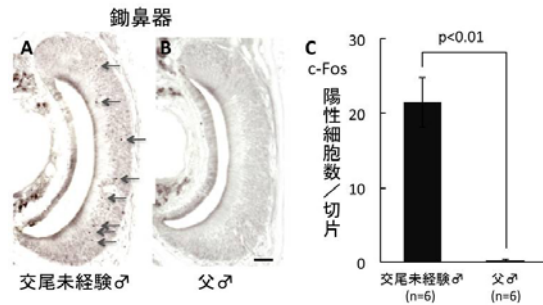 鋤鼻器
A
B
交尾未経験♂
父♂
C
p<0.01
c-Fos
陽性細胞数／切片
30
20
10
0
交尾未経験♂
(n=6)
父♂
(n=6)